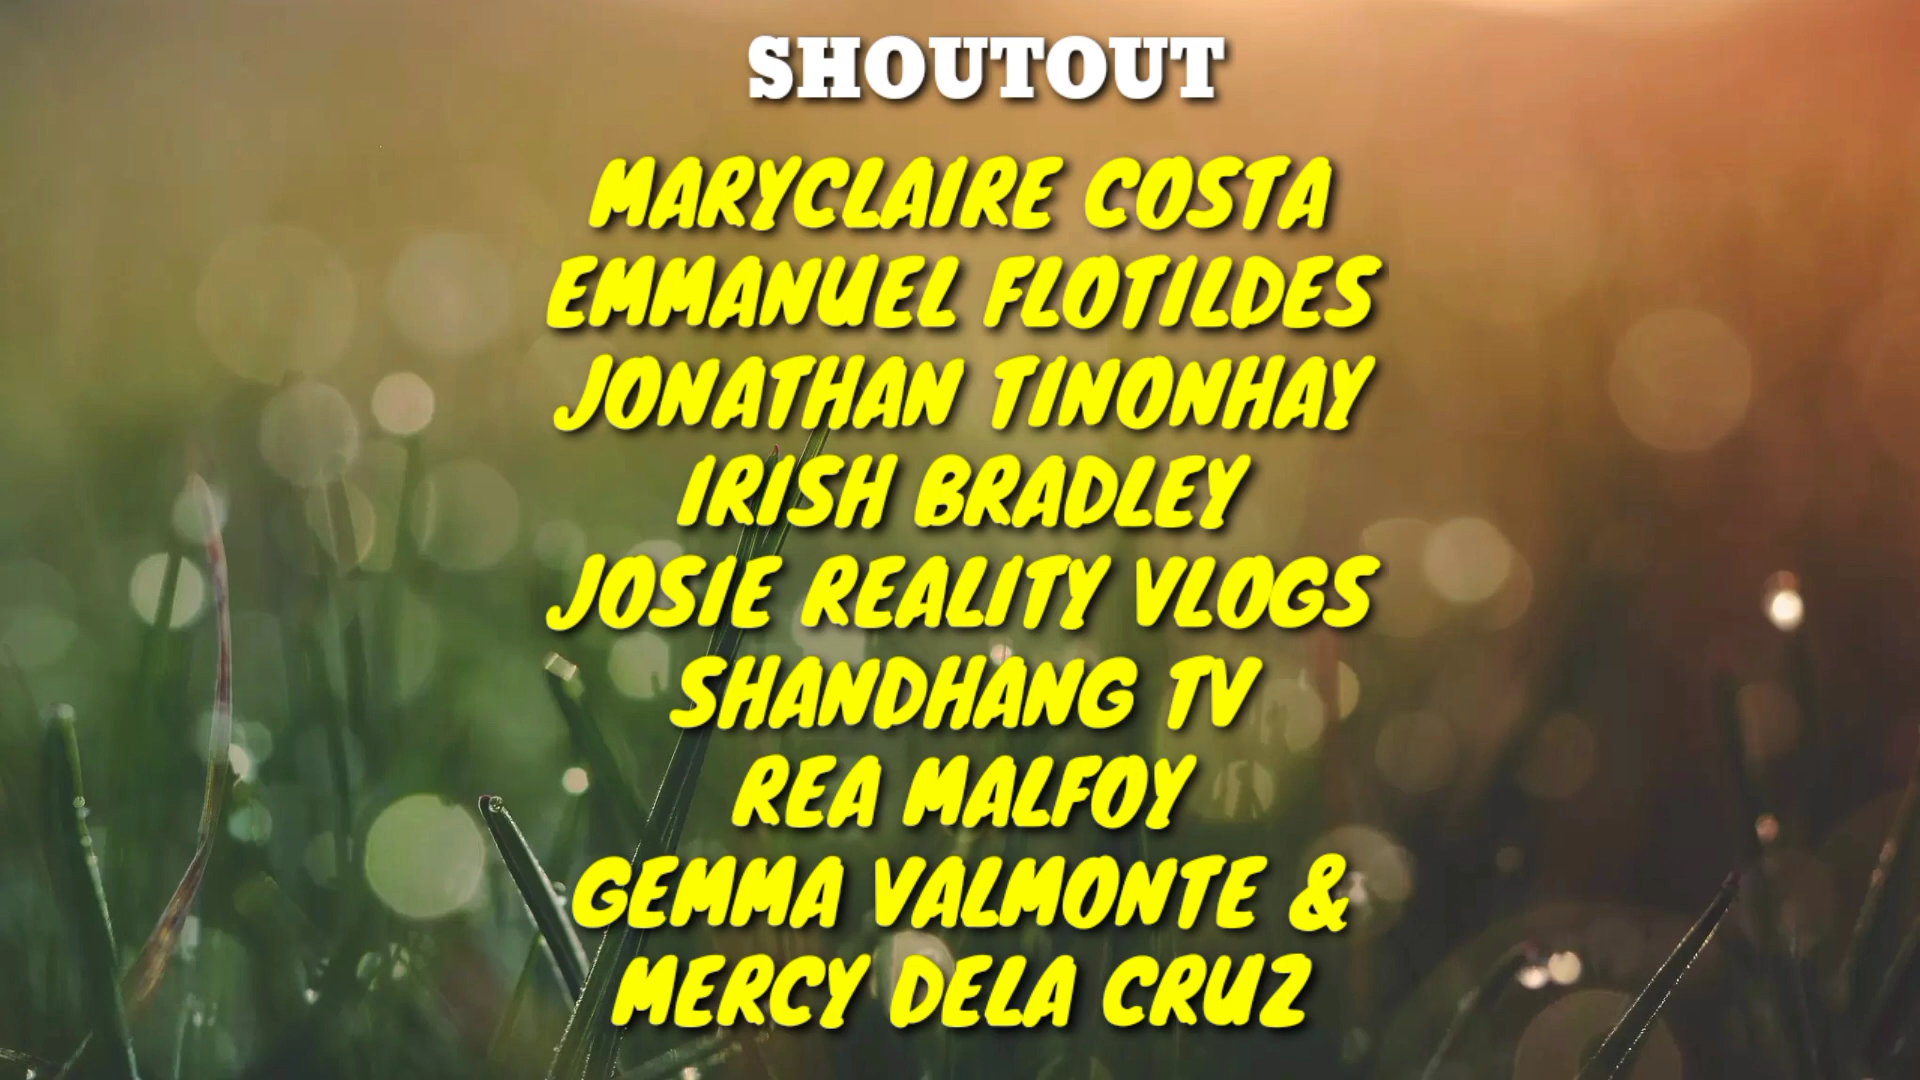 SHOUTOUT
MARYCLAIRE COSTA
EMMANUEL FLOTILDES
JONATHAN TINONHAY
IRISH BRADLEY
JOSIE REALITY VLOGS
SHANDHANG TV
REA MALFOY
GEMMA VALMONTE &
MERCY DELA CRUZ